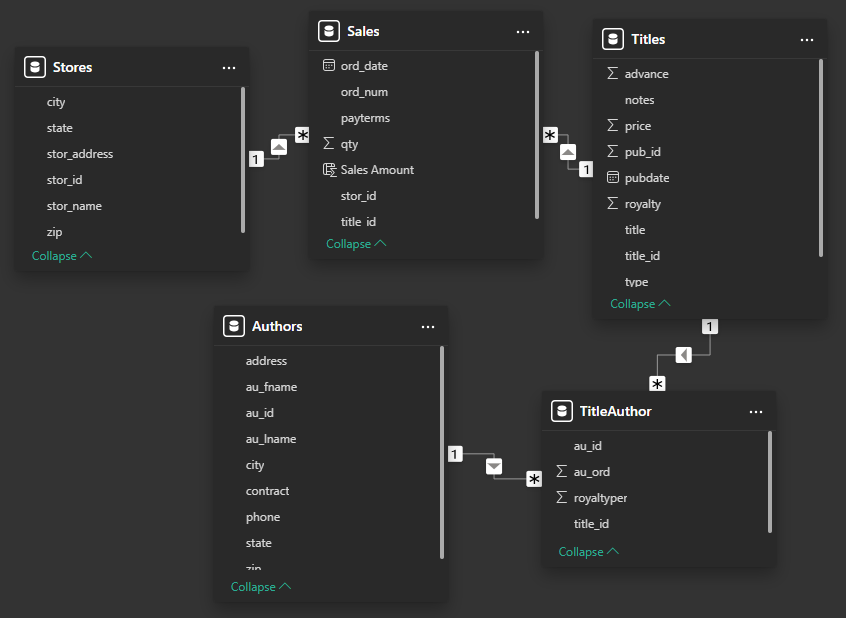 Stores
city
state
stor_address
stor_id
stor_name
zip
Collapse
1
*
Sales
ord_date
ord_num
payterms
qty
Sales Amount
stor_id
title_id
Collapse
*
1
Titles
advance
notes
price
pub_id
pubdate
royalty
title
title_id
type
Collapse
1
*
Authors
address
au_fname
au_id
au_lname
city
contract
phone
state
zip
Collapse
1
*
TitleAuthor
au_id
au_ord
royaltyper
title_id
Collapse